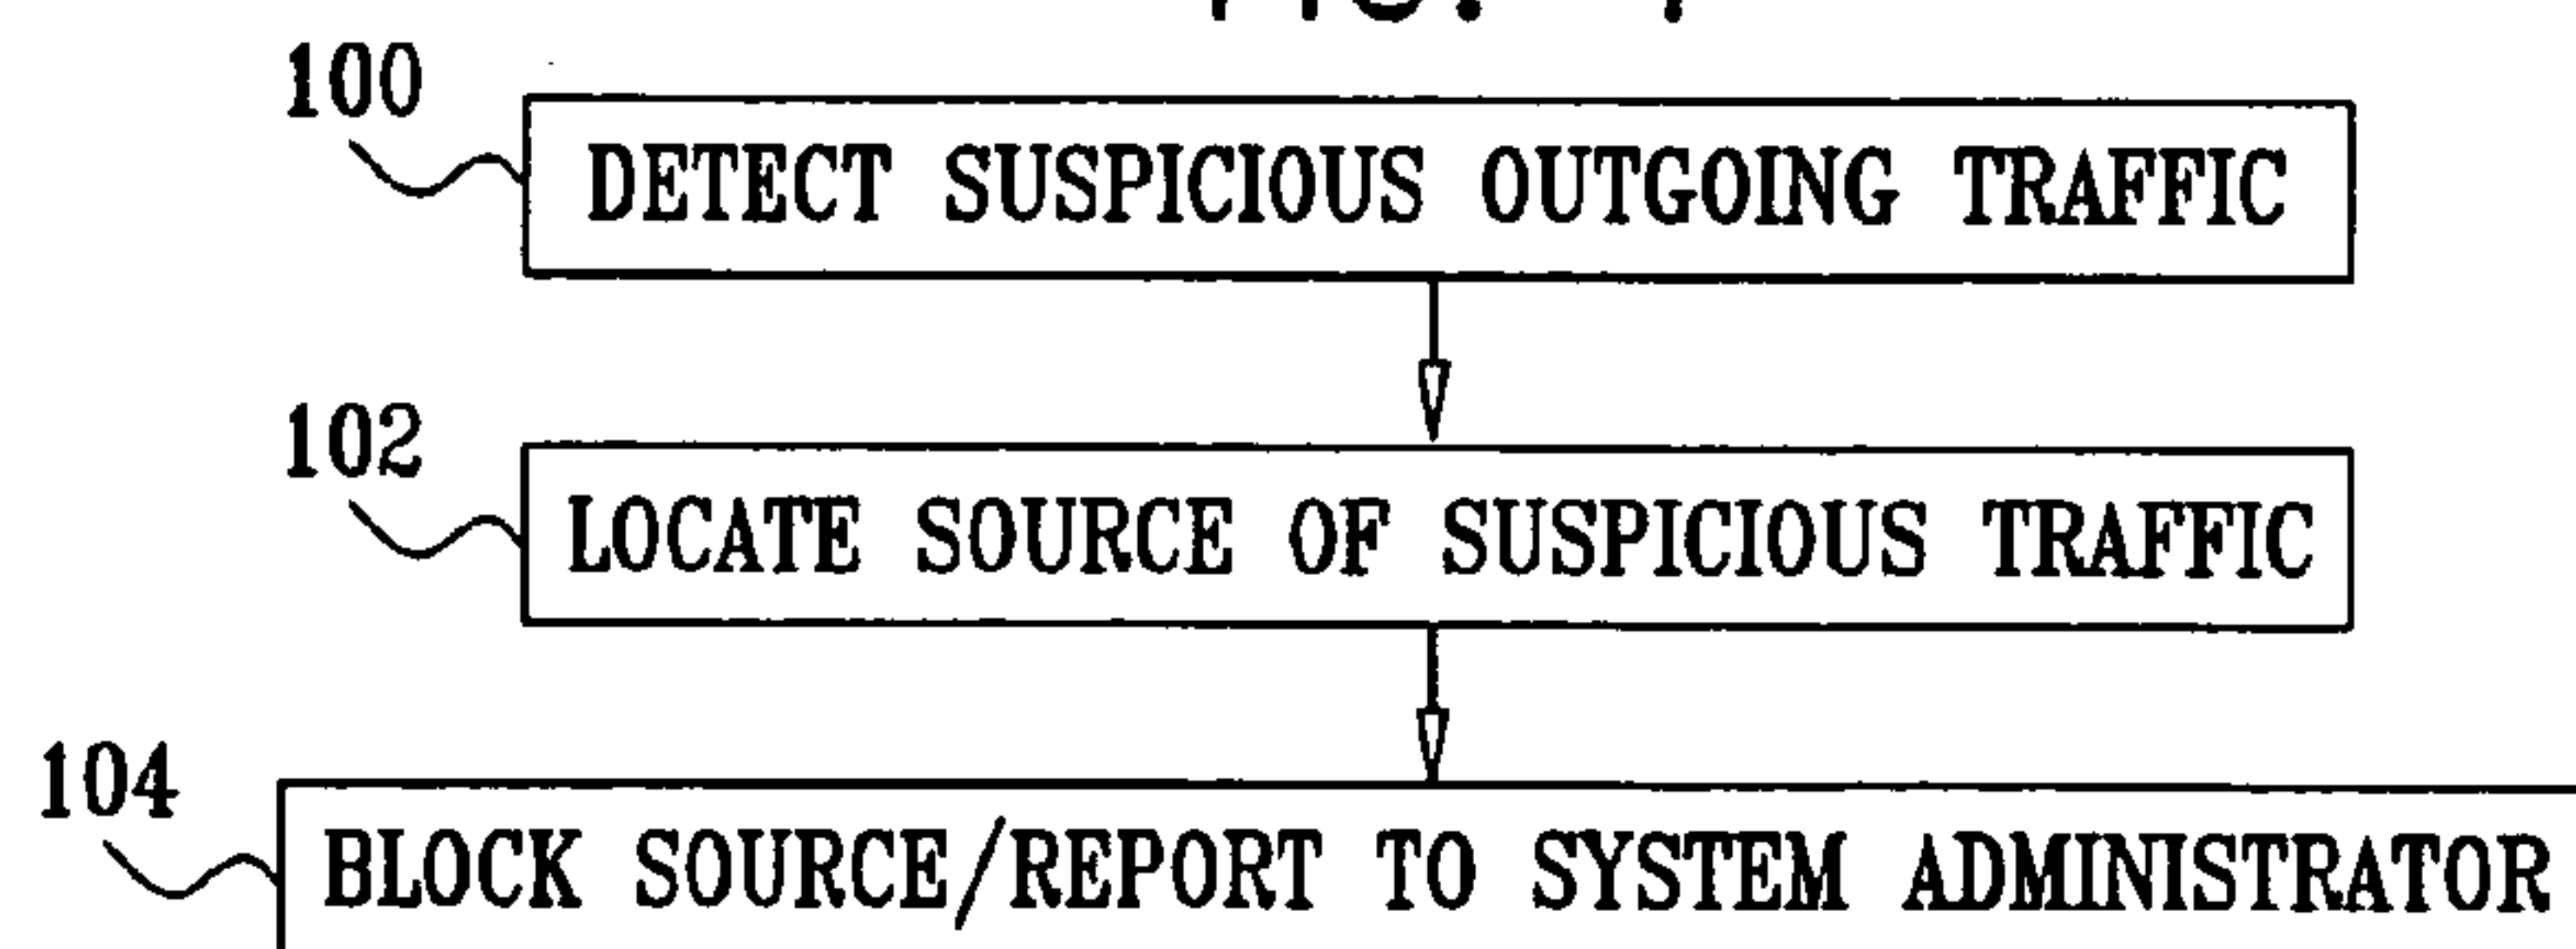 100
DETECT SUSPICIOUS OUTGOING TRAFFIC
102
LOCATE SOURCE OF SUSPICIOUS TRAFFIC
104
BLOCK SOURCE/REPORT TO SYSTEM ADMINISTRATOR